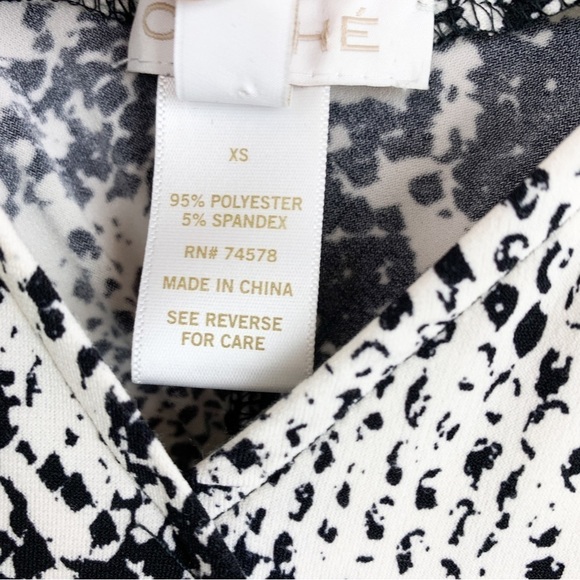 XS
95% POLYESTER
5% SPANDEX
RN# 74578
MADE IN CHINA
SEE REVERSE
FOR CARE